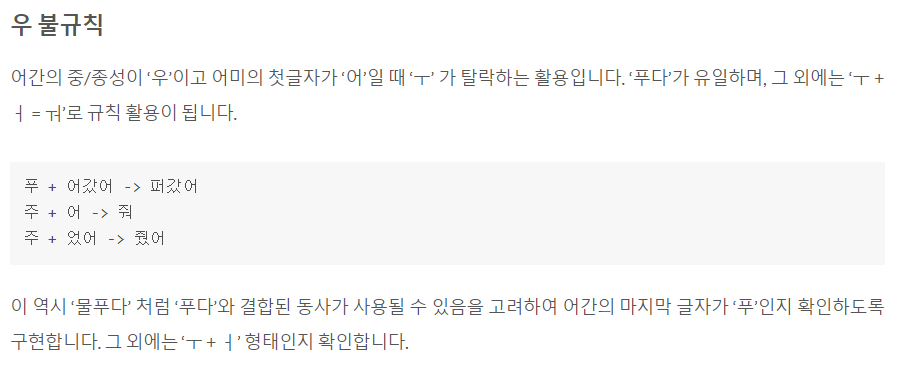 우 불규칙
어간의 중/종성이 ‘우’이고 어미의 첫글자가 ‘어’일 때 ‘ㅜ’ 가 탈락하는 활용입니다. ‘푸다’가 유일하며, 그 외에는 ‘ㅜ +
ㅓ = ㅝ’로 규칙 활용이 됩니다.
푸 + 어갔어 -> 퍼갔어
주 + 어 -> 줘
주 + 었어 -> 줬어
이 역시 ‘물푸다’ 처럼 ‘푸다’와 결합된 동사가 사용될 수 있음을 고려하여 어간의 마지막 글자가 ‘푸’인지 확인하도록
구현합니다. 그 외에는 ‘ㅜ + ㅓ’ 형태인지 확인합니다.